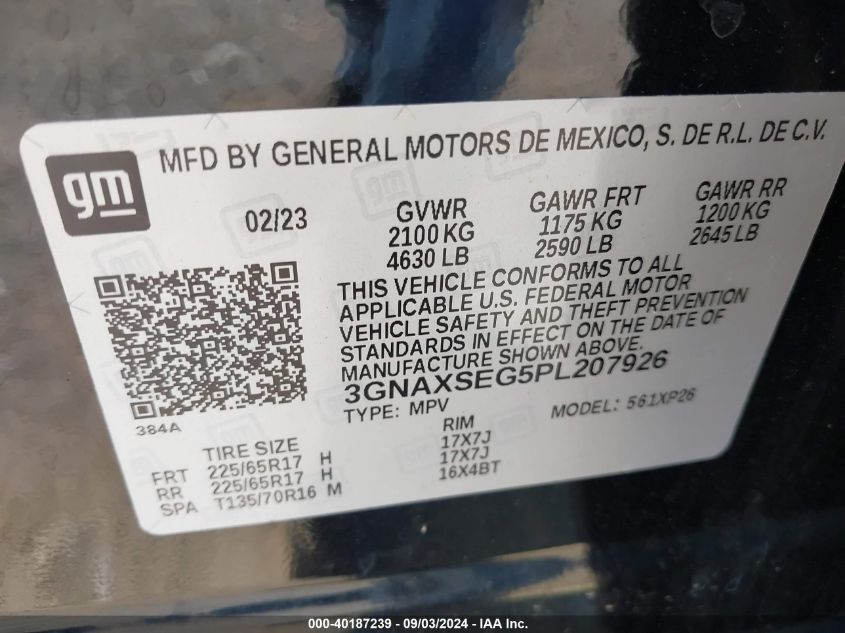 gm
MFD BY GENERAL MOTORS DE MEXICO, S. DE R.L. DE C.V.
02/23
GVWR GAWR FRT GAWR RR
2100 KG 1175 KG 1200 KG
4630 LB 2590 LB 2645 LB
THIS VEHICLE CONFORMS TO ALL
APPLICABLE U.S. FEDERAL MOTOR
VEHICLE SAFETY AND THEFT PREVENTION
STANDARDS IN EFFECT ON THE DATE OF
MANUFACTURE SHOWN ABOVE.
3GNAXSEG5PL207926
TYPE: MPV MODEL: 561XP26
384A
TIRE SIZE RIM
FRT 225/65R17 H 17X7J
RR 225/65R17 H 17X7J
SPA T135/70R16 M 16X4BT
000-40187239 - 09/03/2024 - IAA Inc.